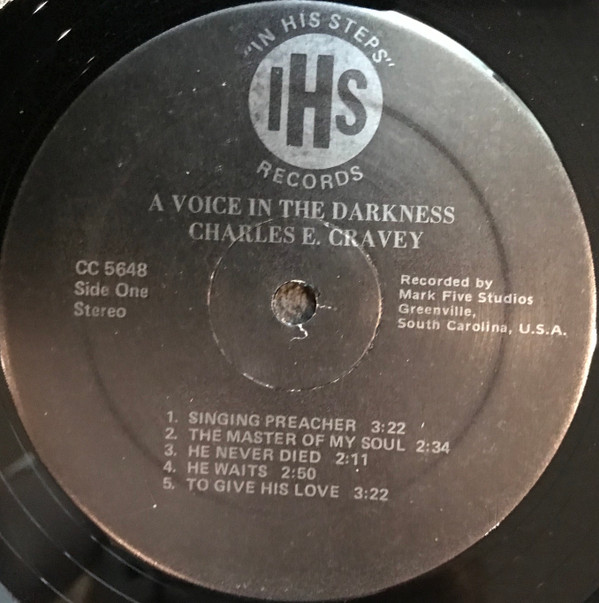 "IN HIS STEPS"
IHS
RECORDS
A VOICE IN THE DARKNESS
CHARLES E. CRAVEY
CC 5648
Side One
Stereo
Recorded by
Mark Five Studios
Greenville,
South Carolina, U.S.A.
1. SINGING PREACHER 3:22
2. THE MASTER OF MY SOUL 2:34
3. HE NEVER DIED 2:11
4. HE WAITS 2:50
5. TO GIVE HIS LOVE 3:22